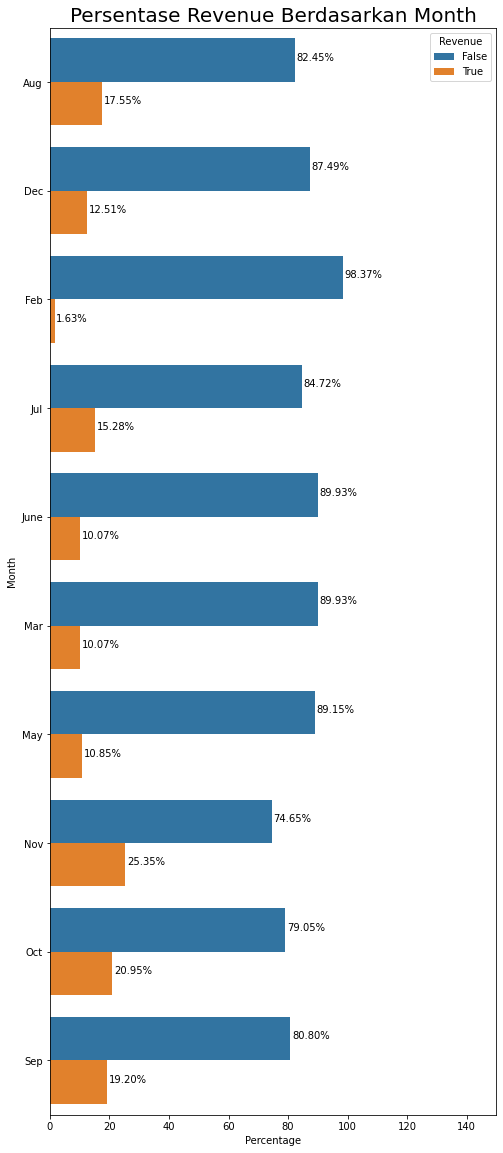 Persentase Revenue Berdasarkan Month
Revenue
False
True
Aug
82.45%
17.55%
Dec
87.49%
12.51%
Feb
98.37%
1.63%
Jul
84.72%
15.28%
June
89.93%
10.07%
Mar
89.93%
10.07%
May
89.15%
10.85%
Nov
74.65%
25.35%
Oct
79.05%
20.95%
Sep
80.80%
19.20%
Month
0 20 40 60 80 100 120 140
Percentage